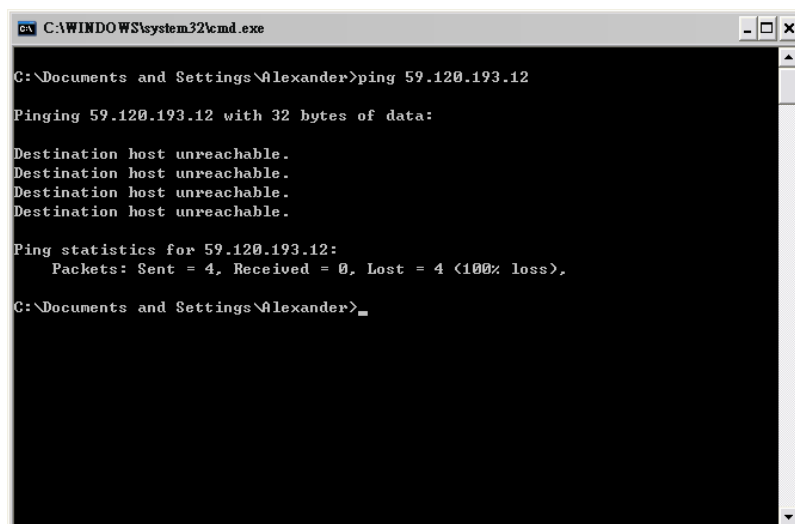 C:\WINDOWS\system32\cmd.exe
C:\Documents and Settings\Alexander>ping 59.120.193.12
Pinging 59.120.193.12 with 32 bytes of data:
Destination host unreachable.
Destination host unreachable.
Destination host unreachable.
Destination host unreachable.
Ping statistics for 59.120.193.12:
    Packets: Sent = 4, Received = 0, Lost = 4 (100% loss),
C:\Documents and Settings\Alexander>_